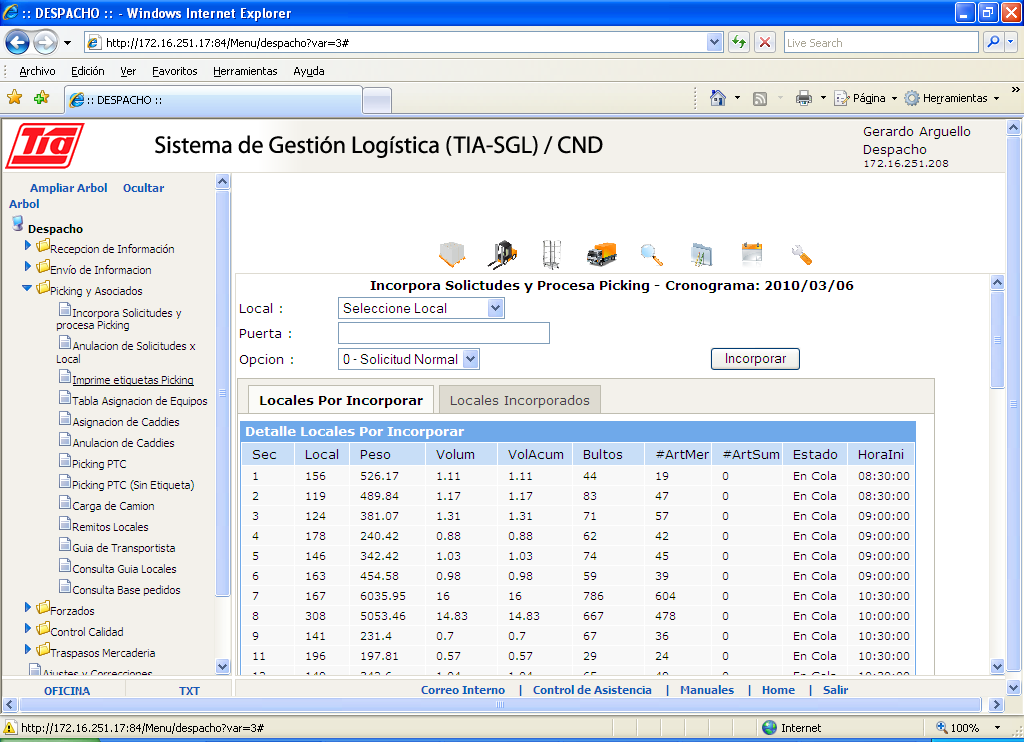 :: DESPACHO :: - Windows Internet Explorer
http://172.16.251.17:84/Menu/despacho?var=3#
Live Search
Archivo Edición Ver Favoritos Herramientas Ayuda
:: DESPACHO ::
Página Herramientas
Tia
Sistema de Gestión Logística (TIA-SGL) / CND
Gerardo Arguello
Despacho
172.16.251.208
Ampliar Arbol Ocultar
Arbol
Despacho
Recepcion de Información
Envío de Informacion
Picking y Asociados
Incorpora Solicitudes y
procesa Picking
Anulacion de Solicitudes x
Local
Imprime etiquetas Picking
Tabla Asignacion de Equipos
Asignacion de Caddies
Anulacion de Caddies
Picking PTC
Picking PTC (Sin Etiqueta)
Carga de Camion
Remitos Locales
Guia de Transportista
Consulta Guia Locales
Consulta Base pedidos
Forzados
Control Calidad
Traspasos Mercaderia
Ajustes y Correcciones
OFICINA TXT
Incorpora Solictudes y Procesa Picking - Cronograma: 2010/03/06
Local : Seleccione Local
Puerta :
Opcion : 0 - Solicitud Normal Incorporar
Locales Por Incorporar Locales Incorporados
Detalle Locales Por Incorporar
Sec Local Peso Volum VolAcum Bultos #ArtMer #ArtSum Estado HoraIni
1 156 526.17 1.11 1.11 44 19 0 En Cola 08:30:00
2 119 489.84 1.17 1.17 83 47 0 En Cola 08:30:00
3 124 381.07 1.31 1.31 71 57 0 En Cola 09:00:00
4 178 240.42 0.88 0.88 62 42 0 En Cola 09:00:00
5 146 342.42 1.03 1.03 74 45 0 En Cola 09:00:00
6 163 454.58 0.98 0.98 59 39 0 En Cola 09:00:00
7 167 6035.95 16 16 786 604 0 En Cola 10:30:00
8 308 5053.46 14.83 14.83 667 478 0 En Cola 10:00:00
9 141 231.4 0.7 0.7 67 36 0 En Cola 10:30:00
11 196 197.81 0.57 0.57 29 24 0 En Cola 10:30:00
Correo Interno | Control de Asistencia | Manuales | Home | Salir
http://172.16.251.17:84/Menu/despacho?var=3#
Internet
100%